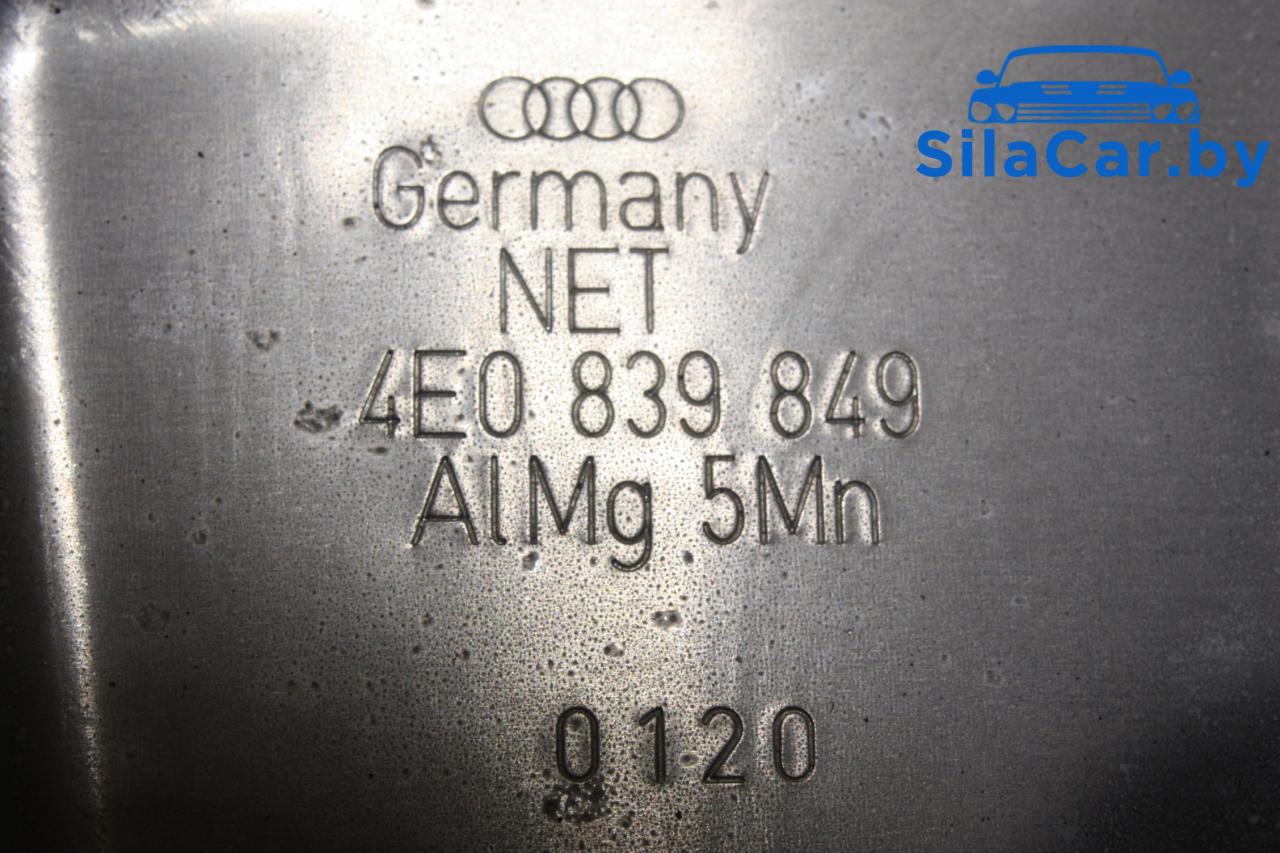 SilaCar.by
Germany
NET
4E0 839 849
AlMg 5Mn
0120